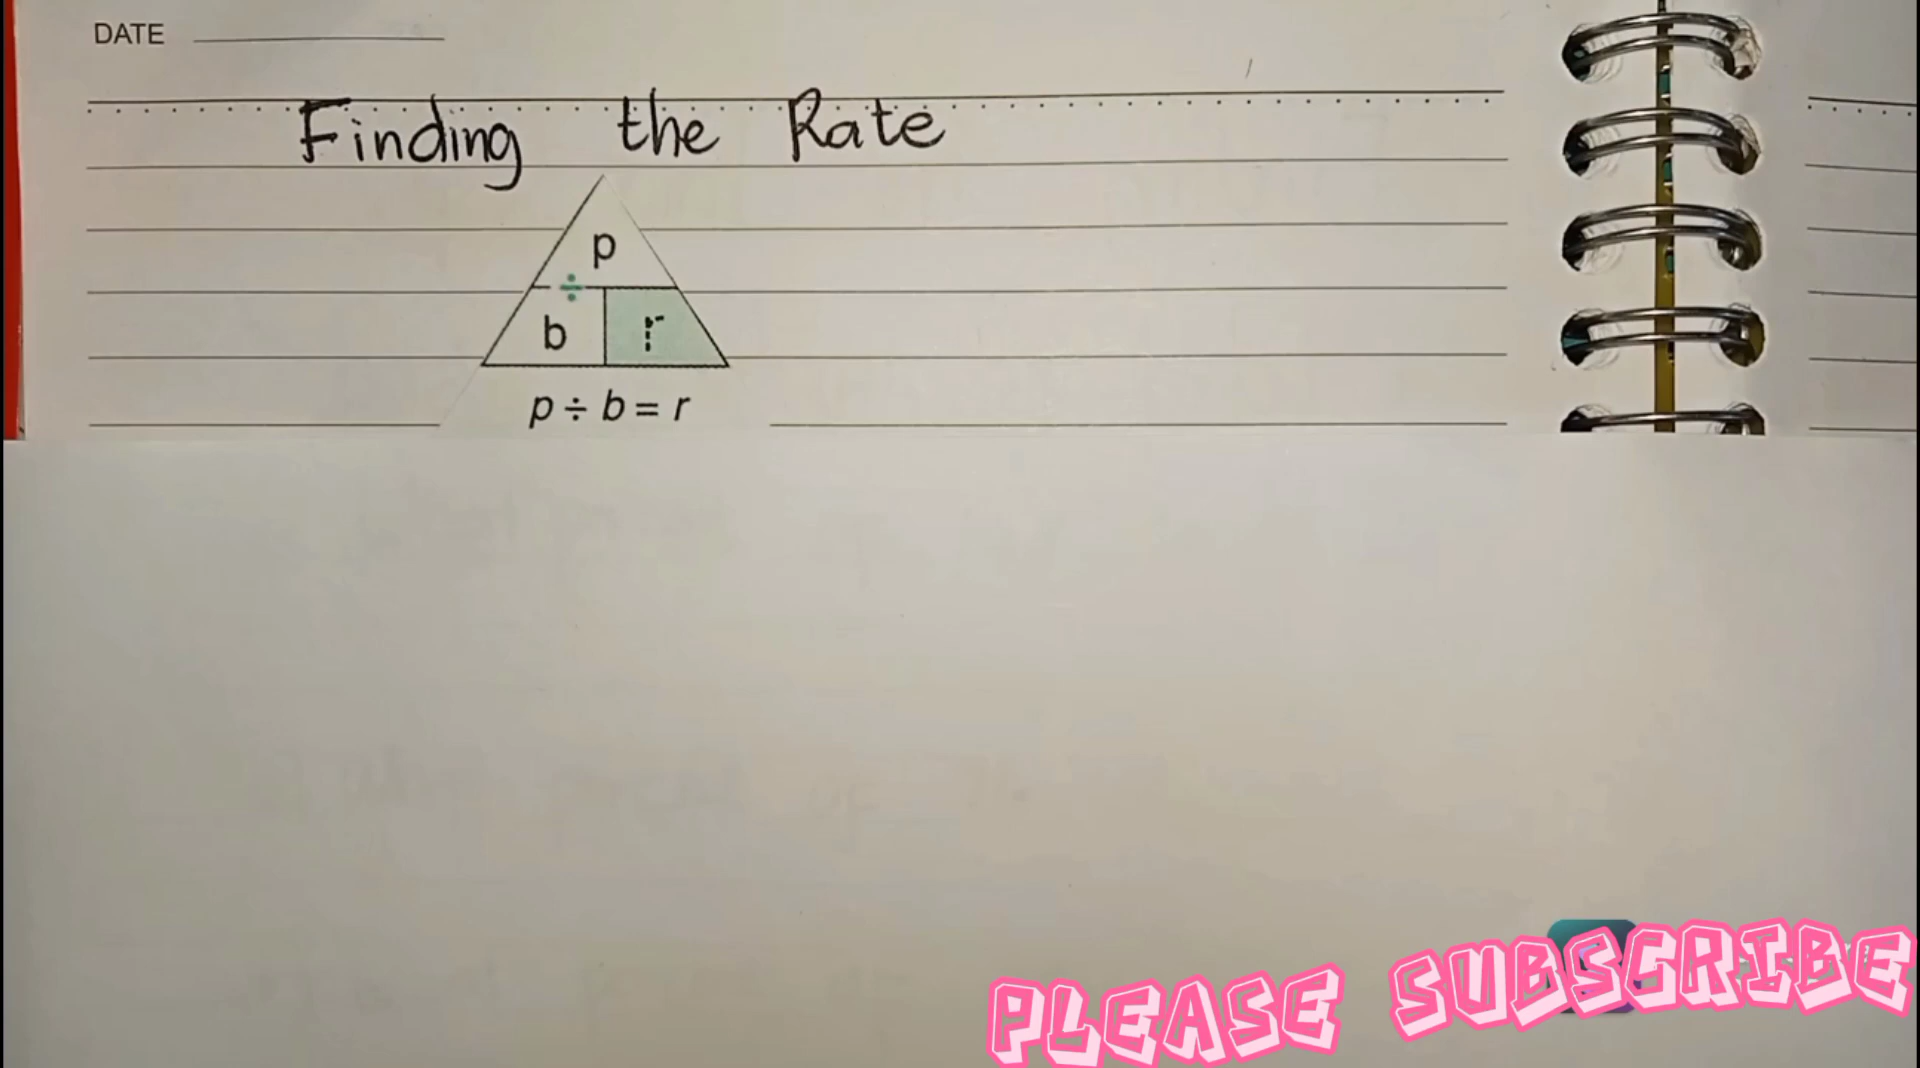 DATE
Finding the Rate
p
÷
b r
p ÷ b = r
PLEASE SUBSCRIBE